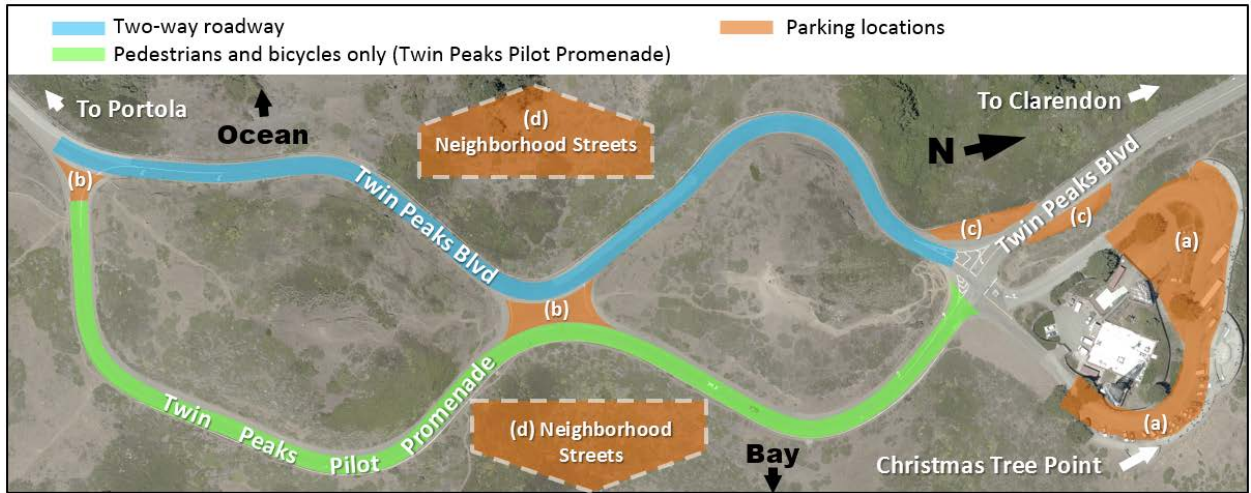 Two-way roadway
Parking locations
Pedestrians and bicycles only (Twin Peaks Pilot Promenade)
To Portola
Ocean
(d)
Neighborhood Streets
To Clarendon
N
Twin Peaks Blvd
(b)
Twin Peaks Blvd
(c)
(c)
(a)
(b)
Twin Peaks Pilot Promenade
(d) Neighborhood
Streets
Bay
(a)
Christmas Tree Point